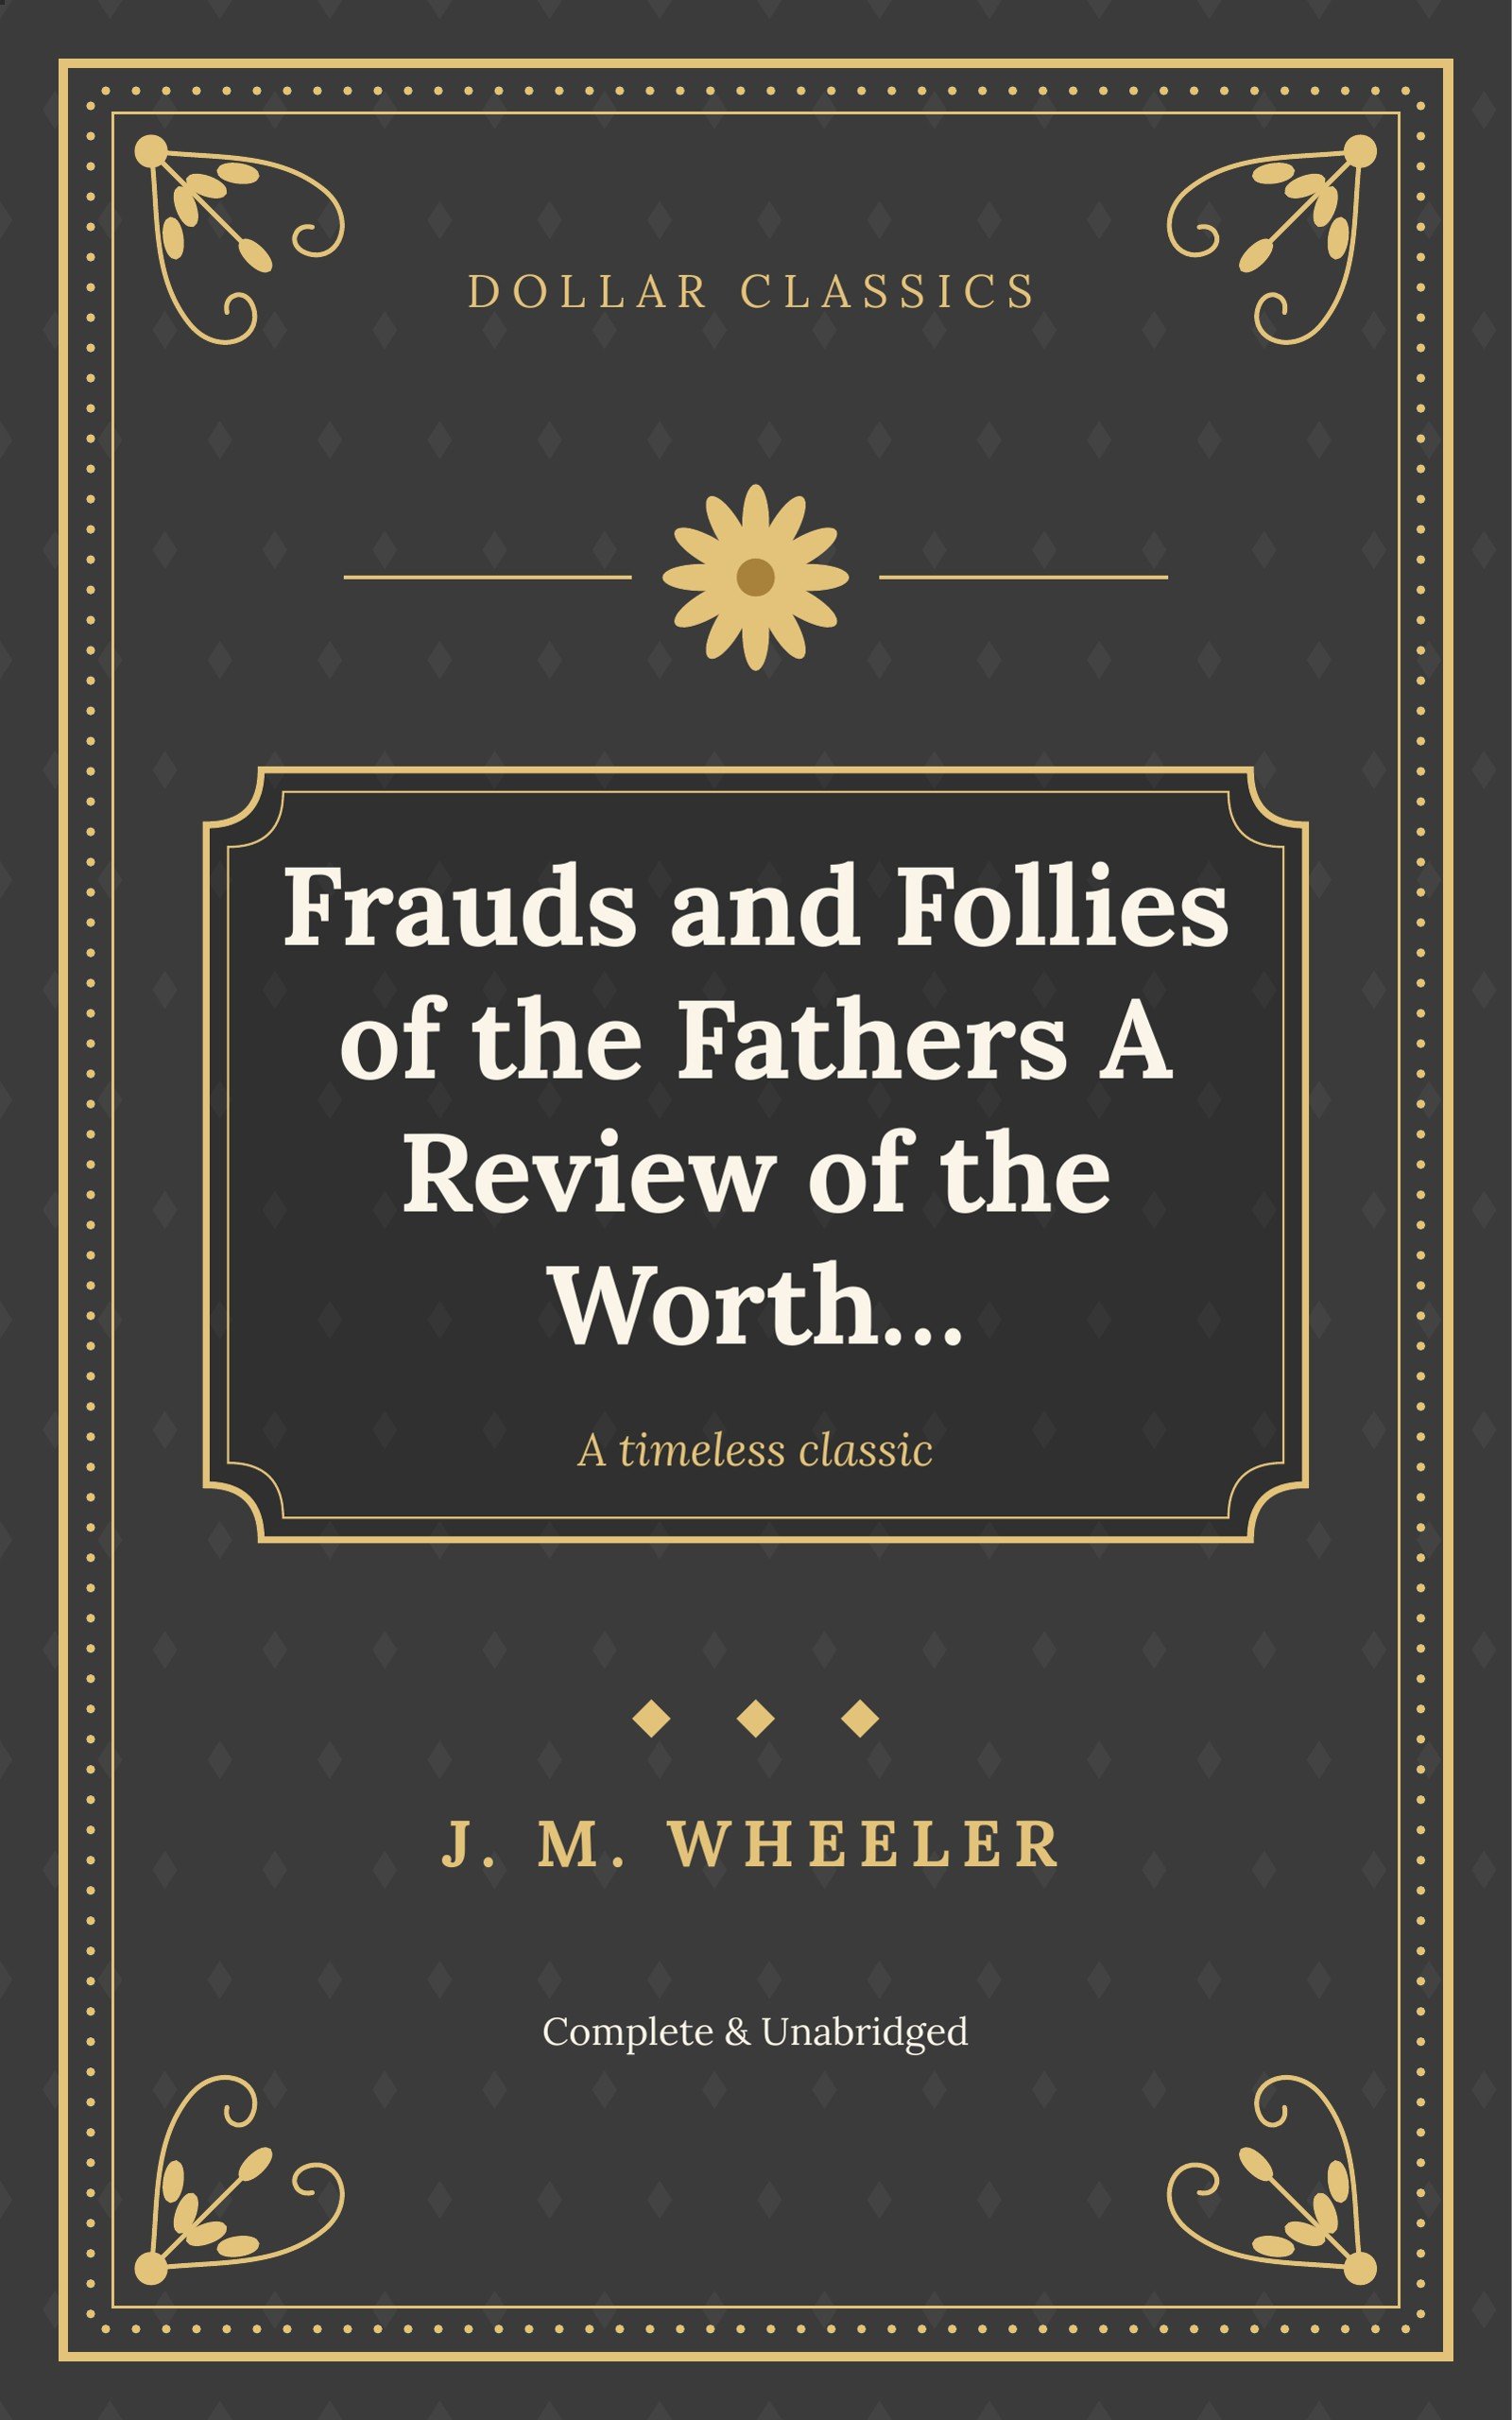 DOLLAR CLASSICS
Frauds and Follies
of the Fathers A
Review of the
Worth...
A timeless classic
J. M. WHEELER
Complete & Unabridged